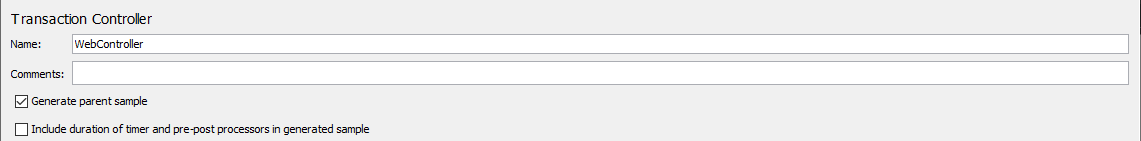 Transaction Controller
Name: WebController
Comments:
Generate parent sample
Include duration of timer and pre-post processors in generated sample